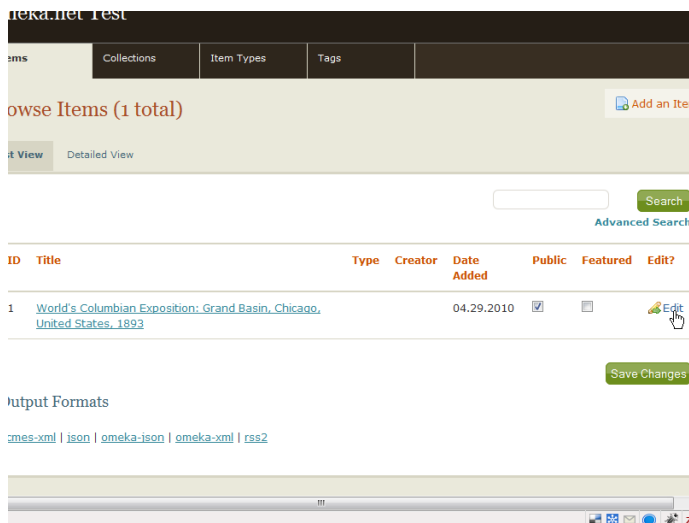 meka.net Test
ems Collections Item Types Tags
owse Items (1 total)
Add an Ite
st View Detailed View
Search
Advanced Search
ID Title Type Creator Date Added Public Featured Edit?
1 World's Columbian Exposition: Grand Basin, Chicago, United States, 1893 04.29.2010 Edit
Save Changes
utput Formats
cmes-xml | json | omeka-json | omeka-xml | rss2